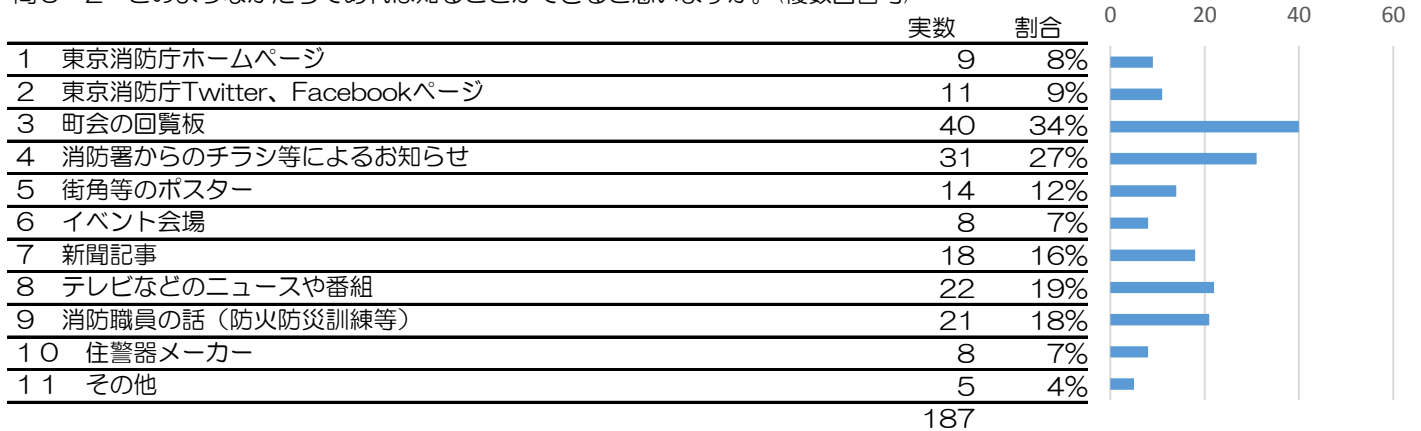 実数 割合
1 東京消防庁ホームページ 9 8%
2 東京消防庁Twitter、Facebookページ 11 9%
3 町会の回覧板 40 34%
4 消防署からのチラシ等によるお知らせ 31 27%
5 街角等のポスター 14 12%
6 イベント会場 8 7%
7 新聞記事 18 16%
8 テレビなどのニュースや番組 22 19%
9 消防職員の話（防火防災訓練等） 21 18%
10 住警器メーカー 8 7%
11 その他 5 4%
187
0 20 40 60